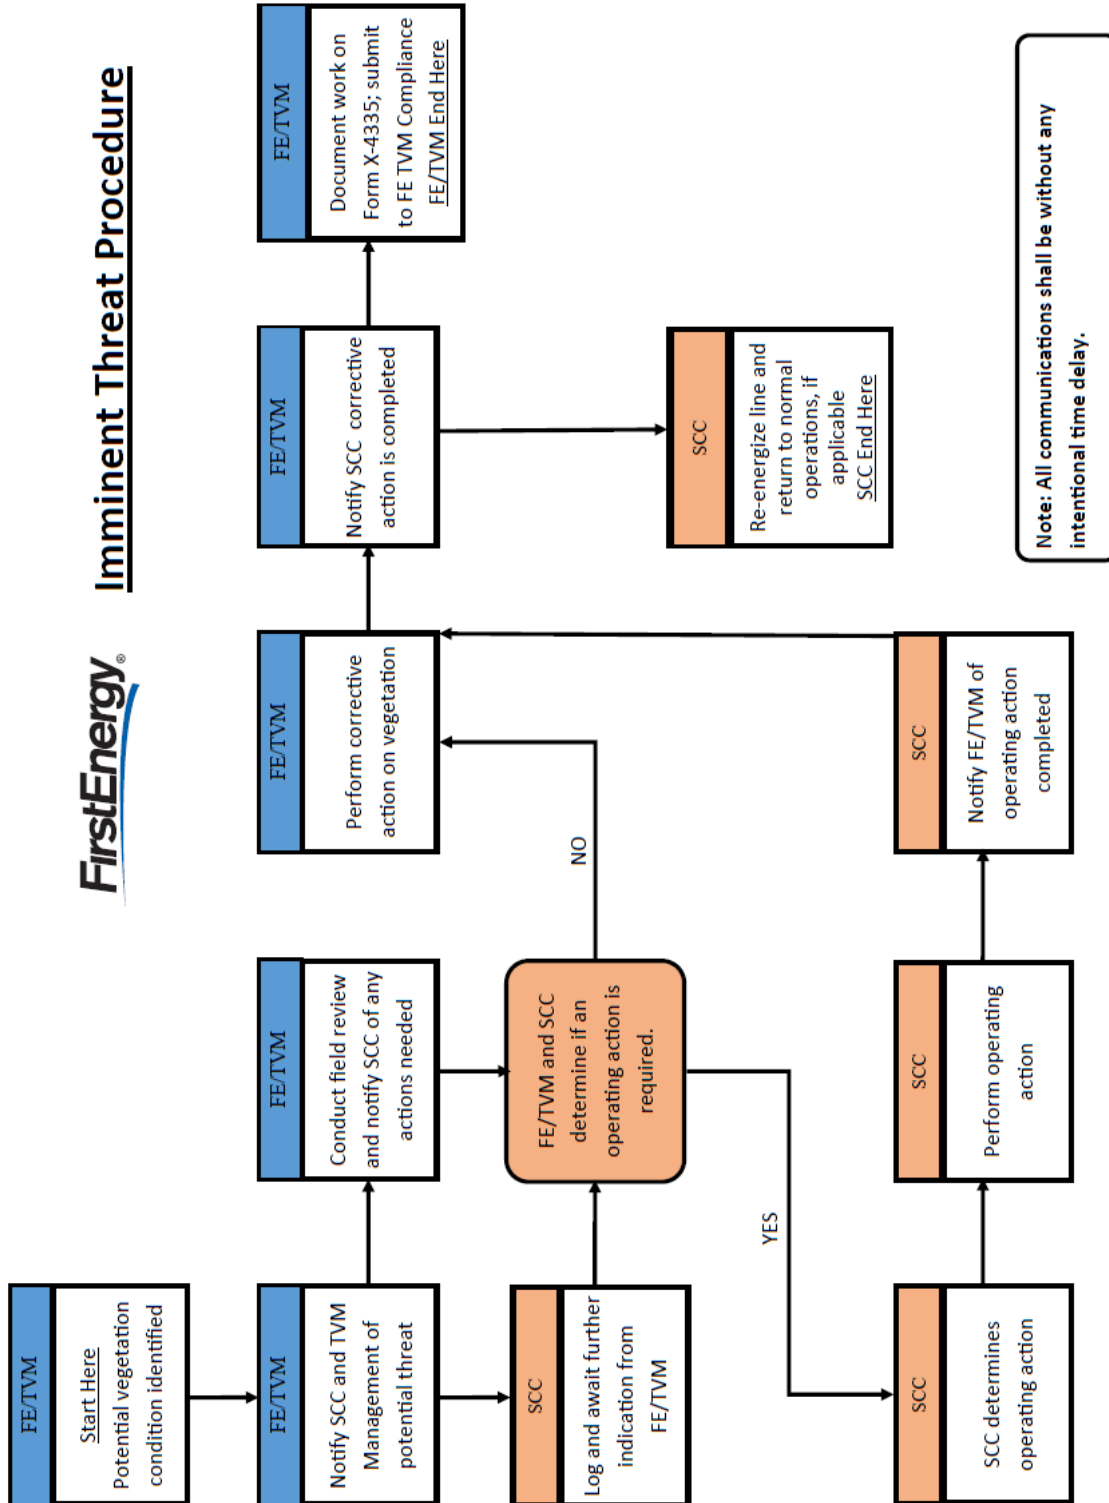 FirstEnergy®
Imminent Threat Procedure
FE/TVM
Start Here
Potential vegetation
condition identified
FE/TVM
Notify SCC and TVM
Management of
potential threat
FE/TVM
Conduct field review
and notify SCC of any
actions needed
FE/TVM
Perform corrective
action on vegetation
FE/TVM
Notify SCC corrective
action is completed
FE/TVM
Document work on
Form X-4335; submit
to FE TVM Compliance
FE/TVM End Here
SCC
Log and await further
indication from
FE/TVM
FE/TVM and SCC
determine if an
operating action is
required.
NO
YES
SCC
Re-energize line and
return to normal
operations, if
applicable
SCC End Here
SCC
SCC determines
operating action
SCC
Perform operating
action
SCC
Notify FE/TVM of
operating action
completed
Note: All communications shall be without any
intentional time delay.